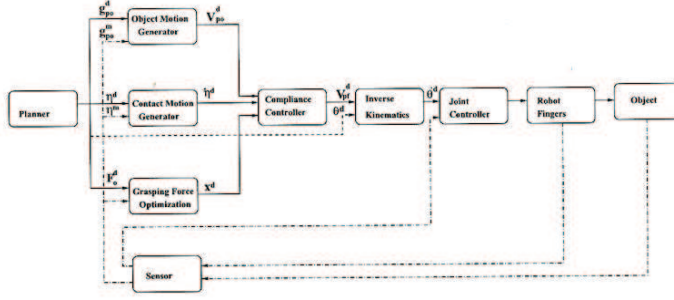 g_po^d
Object Motion
Generator
V_po^d
g_po^m
Planner
η^d
η^m
Contact Motion
Generator
η̇^d
Compliance
Controller
V_pf^d
θ^d
Inverse
Kinematics
θ̇^d
Joint
Controller
Robot
Fingers
Object
F_o^d
Grasping Force
Optimization
x^d
Sensor